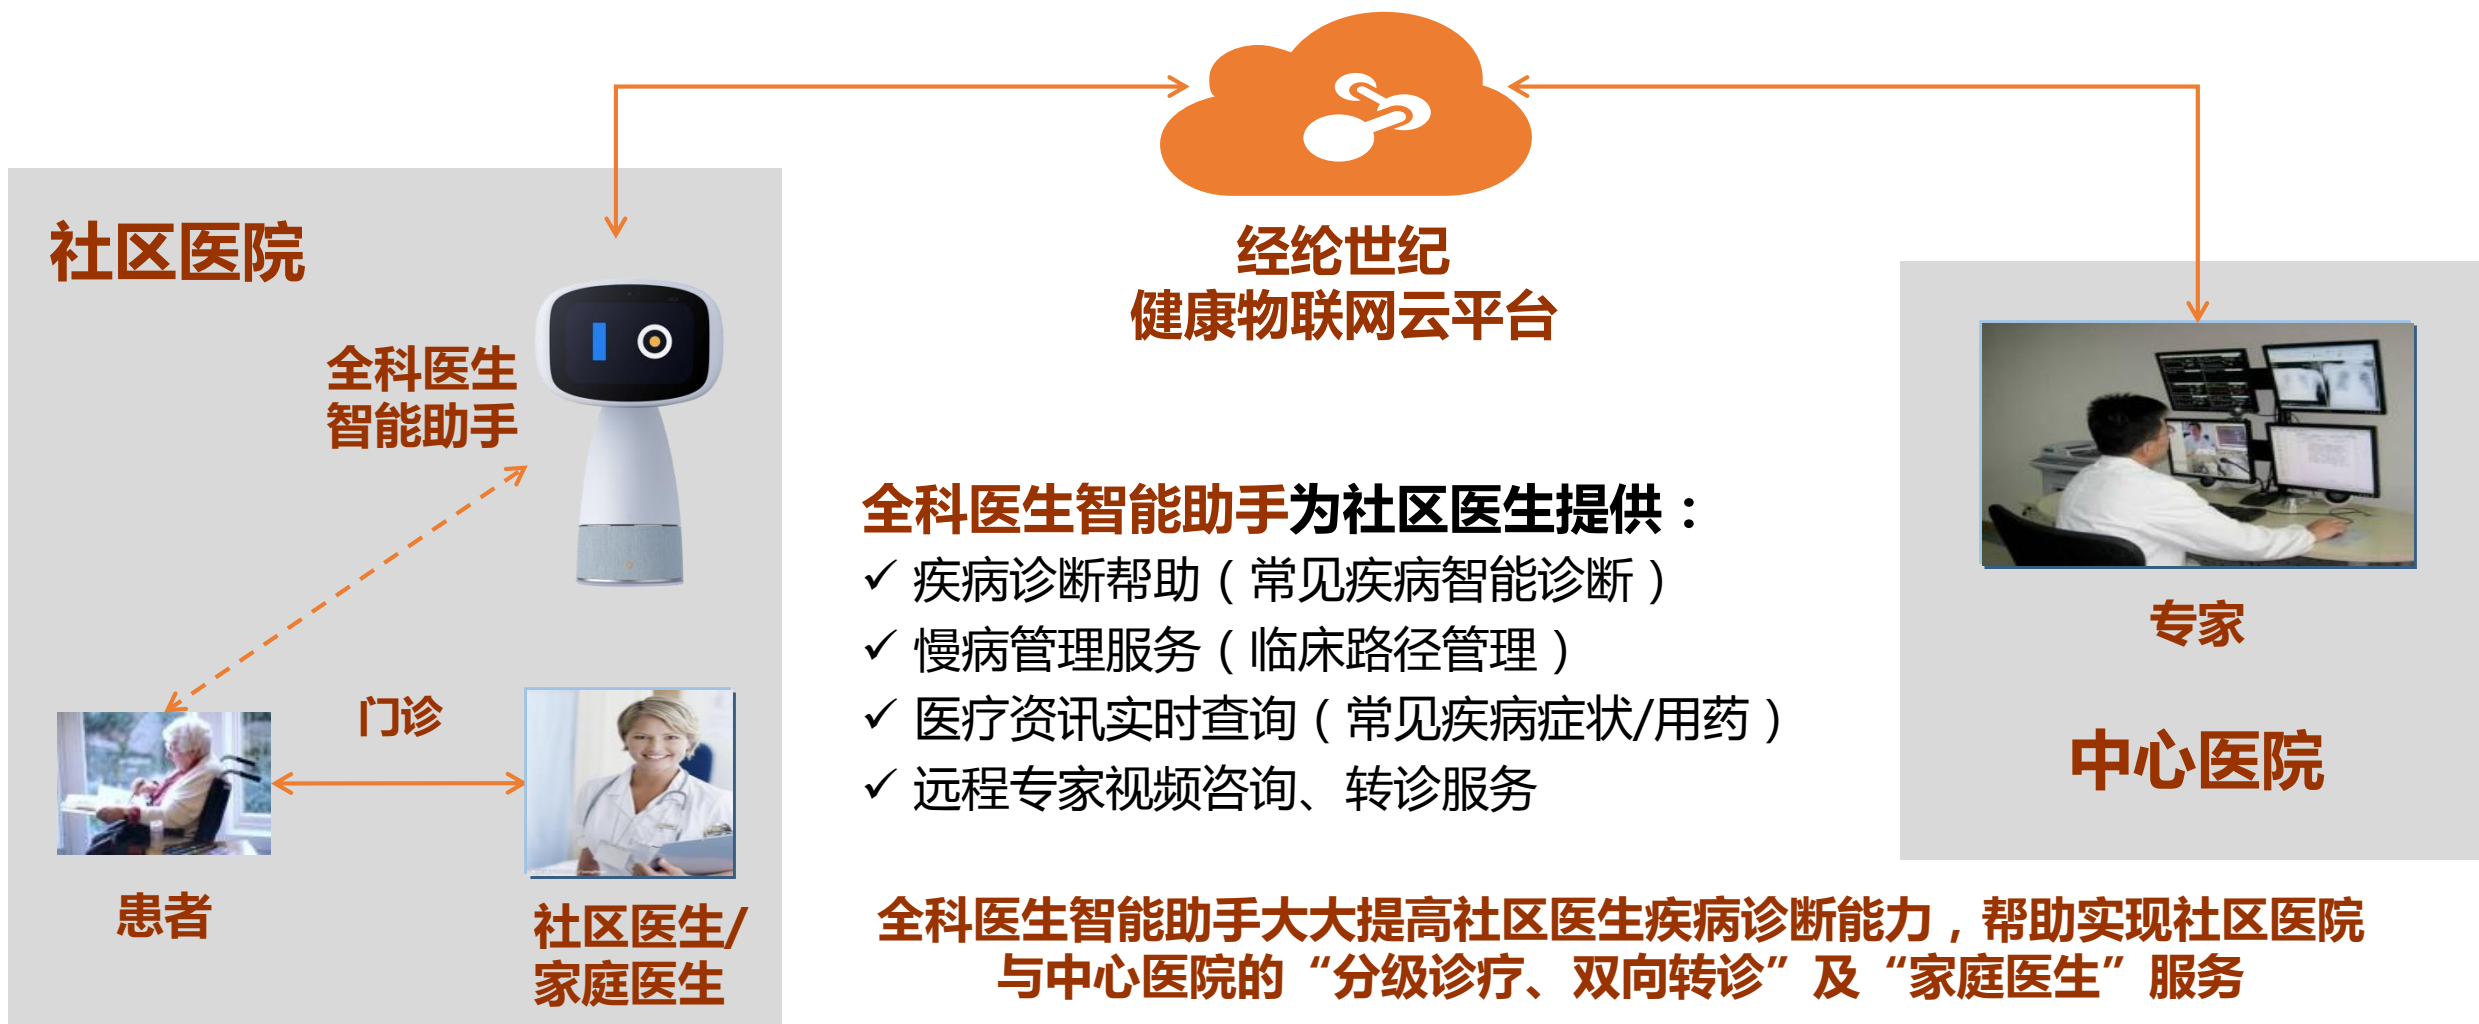 社区医院
全科医生
智能助手
门诊
患者
社区医生/
家庭医生
经纶世纪
健康物联网云平台
全科医生智能助手为社区医生提供：
✓ 疾病诊断帮助（常见疾病智能诊断）
✓ 慢病管理服务（临床路径管理）
✓ 医疗资讯实时查询（常见疾病症状/用药）
✓ 远程专家视频咨询、转诊服务
专家
中心医院
全科医生智能助手大大提高社区医生疾病诊断能力，帮助实现社区医院
与中心医院的“分级诊疗、双向转诊”及“家庭医生”服务